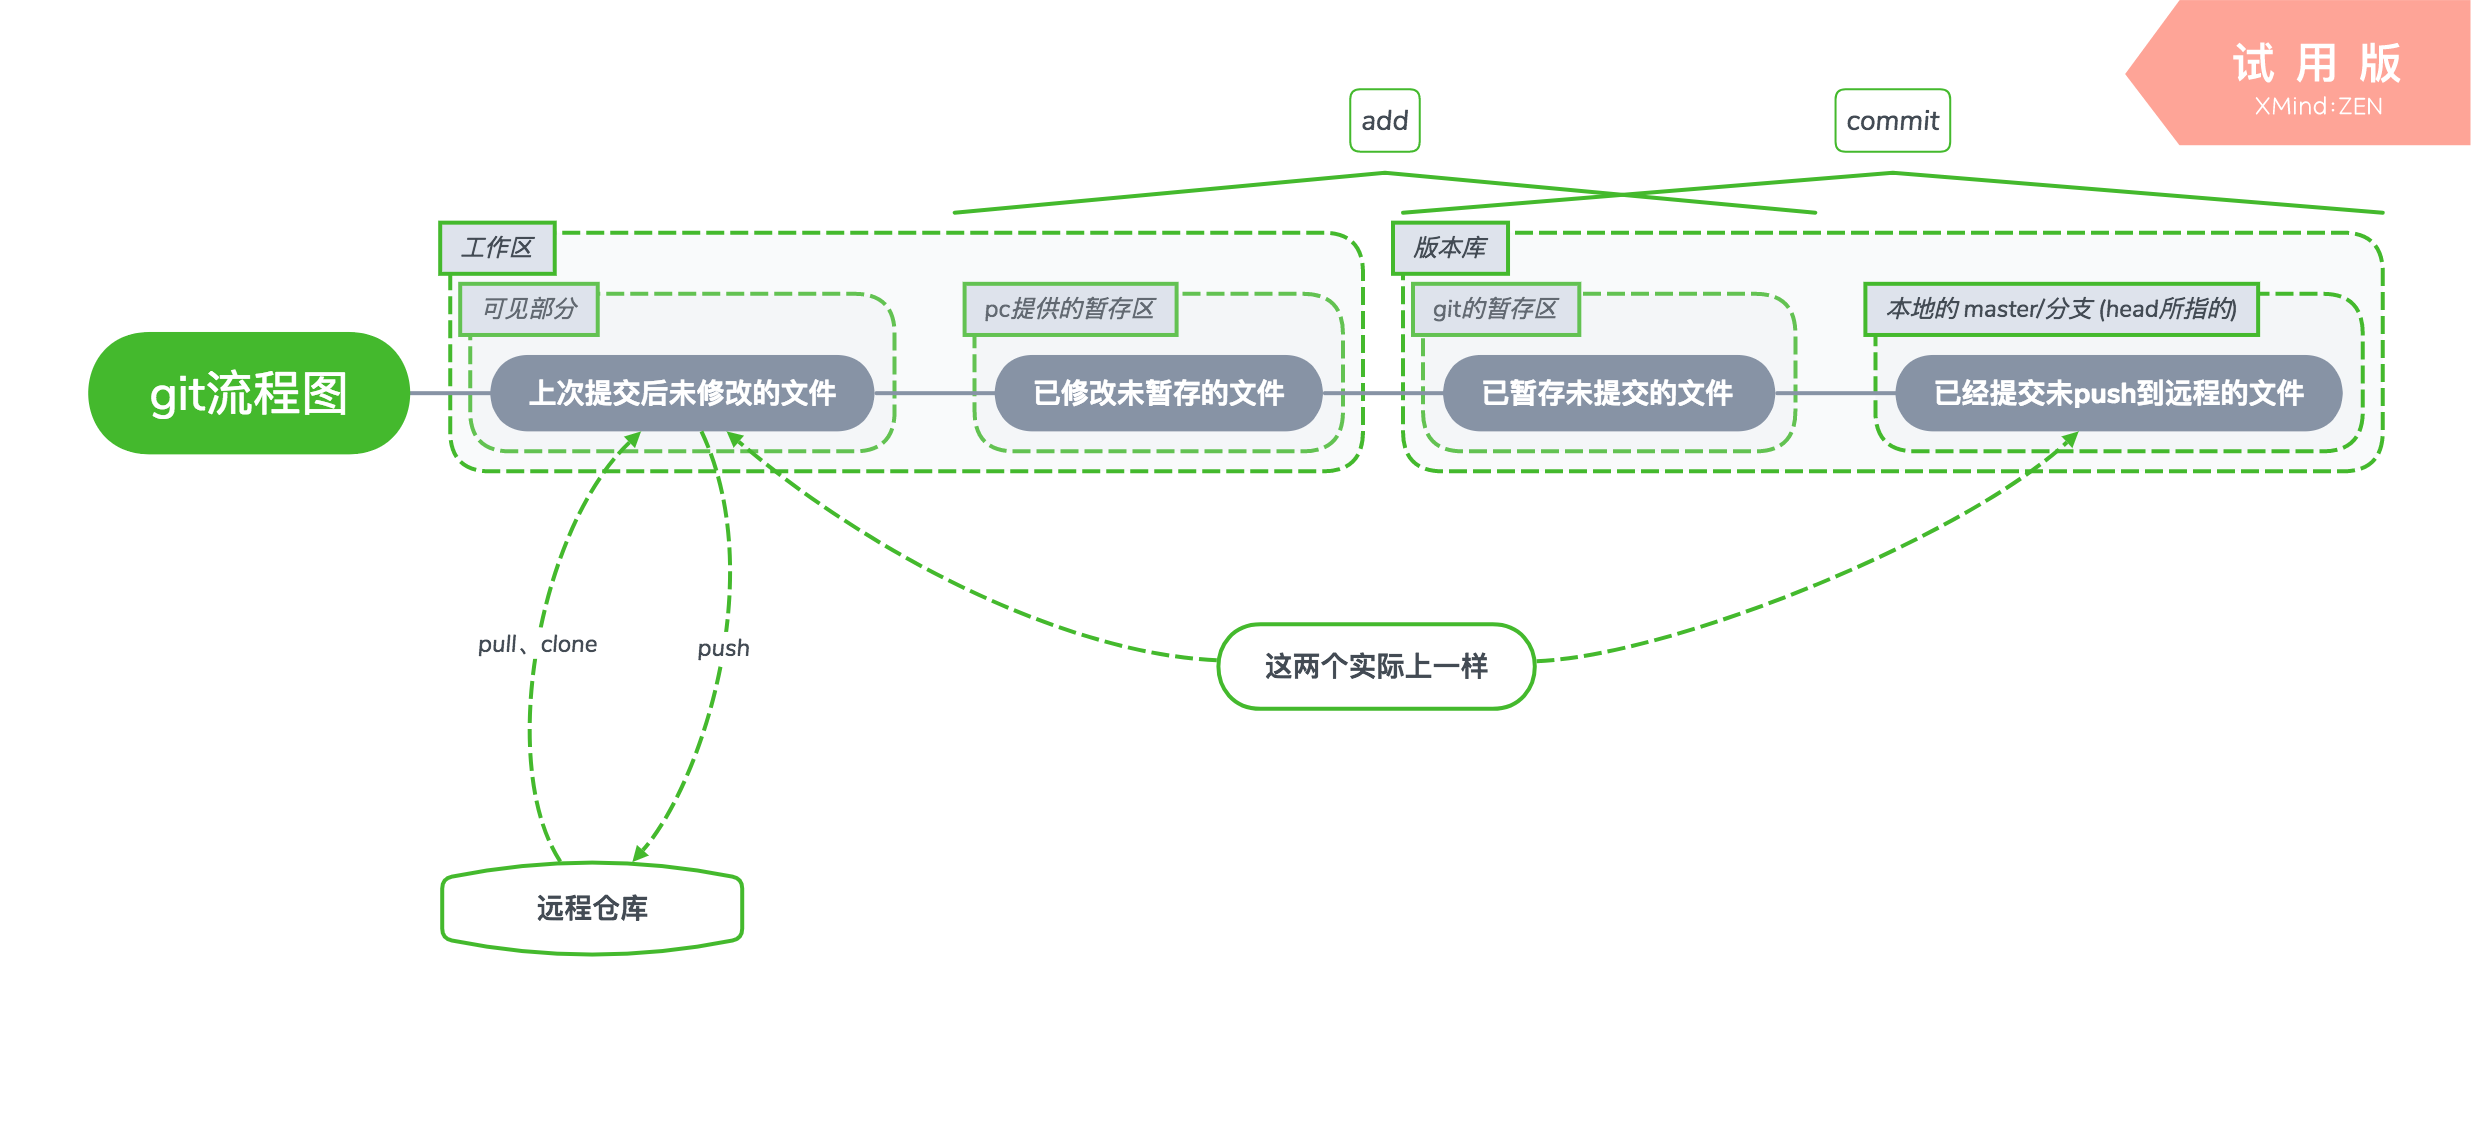 试用版
XMind:ZEN
add
commit
工作区
版本库
可见部分
pc提供的暂存区
git的暂存区
本地的 master/分支 (head所指的)
git流程图
上次提交后未修改的文件
已修改未暂存的文件
已暂存未提交的文件
已经提交未push到远程的文件
pull、clone
push
这两个实际上一样
远程仓库